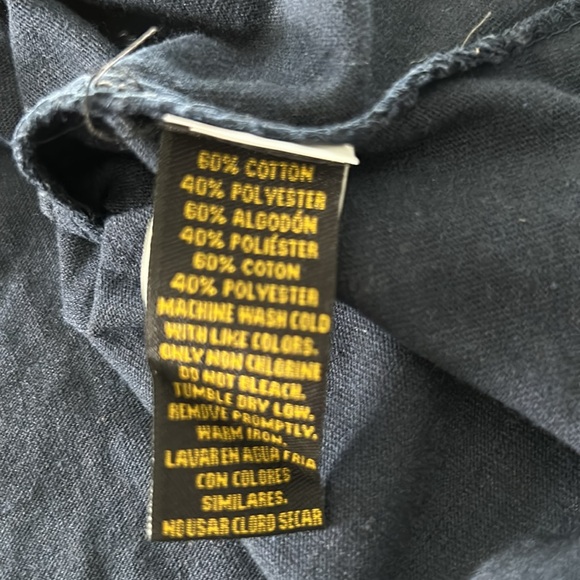 60% COTTON
40% POLYESTER
60% ALGODÓN
40% POLIÉSTER
60% COTON
40% POLYESTER
MACHINE WASH COLD
WITH LIKE COLORS.
ONLY NON CHLORINE
DO NOT BLEACH.
TUMBLE DRY LOW.
REMOVE PROMPTLY.
WARM IRON.
LAVAR EN AGUA FRIA
CON COLORES
SIMILARES.
NO USAR CLORO SECAR